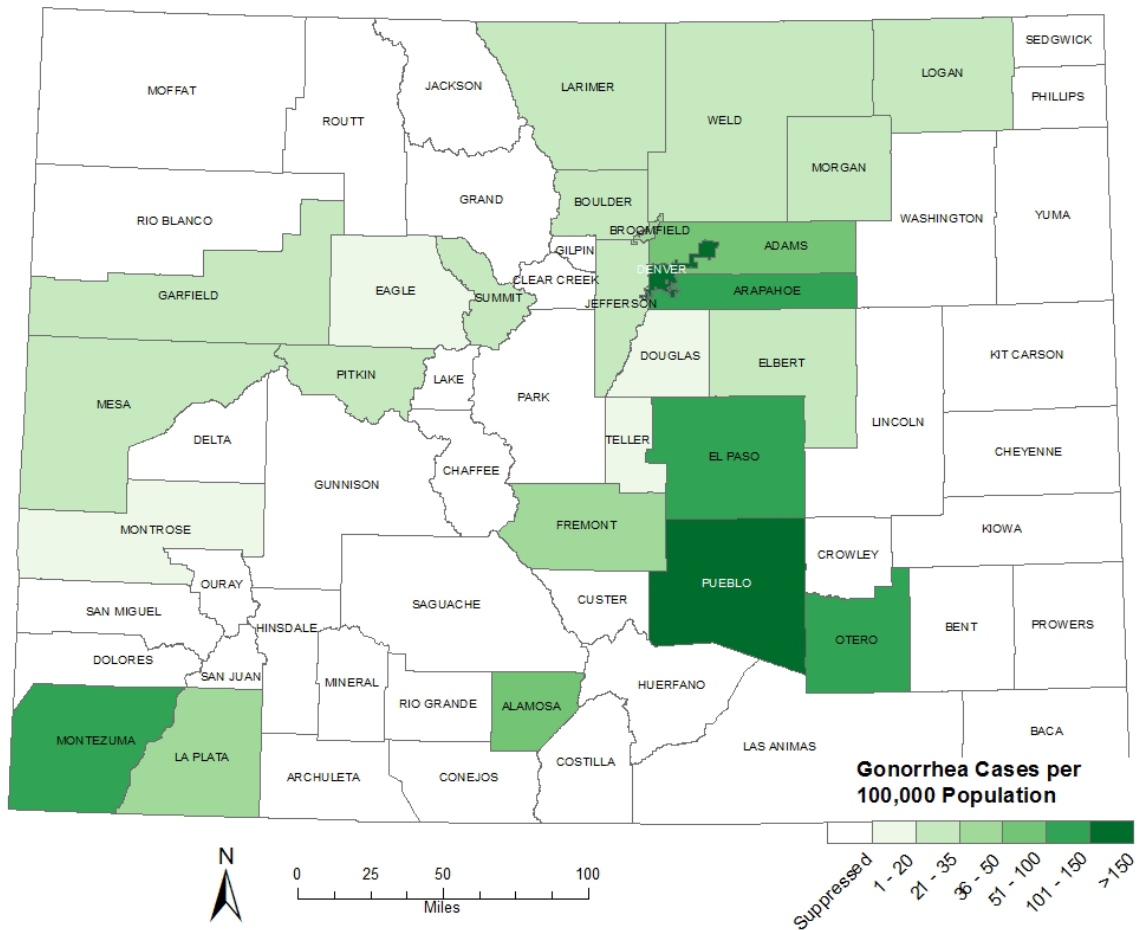 SEDGWICK
LOGAN
JACKSON
LARIMER
MOFFAT
PHILLIPS
ROUTT
WELD
MORGAN
GRAND
BOULDER
YUMA
RIO BLANCO
WASHINGTON
BROOMFIELD
GILPIN
ADAMS
DENVER
CLEAR CREEK
EAGLE
ARAPAHOE
GARFIELD
SUMMIT
JEFFERSON
DOUGLAS
KIT CARSON
ELBERT
PITKIN
LAKE
PARK
MESA
LINCOLN
DELTA
TELLER
CHEYENNE
EL PASO
CHAFFEE
GUNNISON
FREMONT
MONTROSE
KIOWA
CROWLEY
OURAY
PUEBLO
CUSTER
SAGUACHE
SAN MIGUEL
PROWERS
BENT
HINSDALE
OTERO
DOLORES
SAN JUAN
MINERAL
HUERFANO
RIO GRANDE
ALAMOSA
BACA
MONTEZUMA
LAS ANIMAS
LA PLATA
COSTILLA
ARCHULETA
CONEJOS
Gonorrhea Cases per
100,000 Population
Suppressed
1 - 20
21 - 35
36 - 50
51 - 100
101 - 150
> 150
N
0 25 50 100
Miles